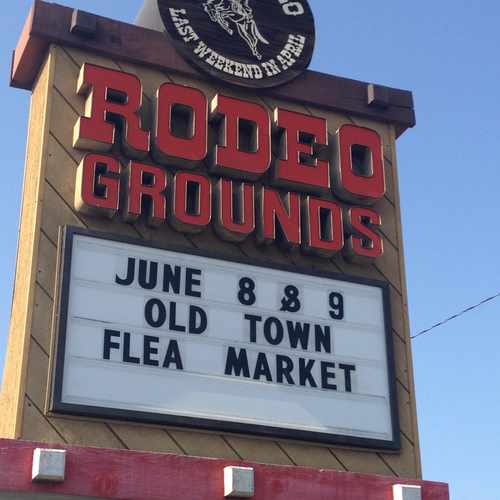 O
LAST WEEKEND IN APRIL
RODEO
GROUNDS
JUNE 8 & 9
OLD TOWN
FLEA MARKET